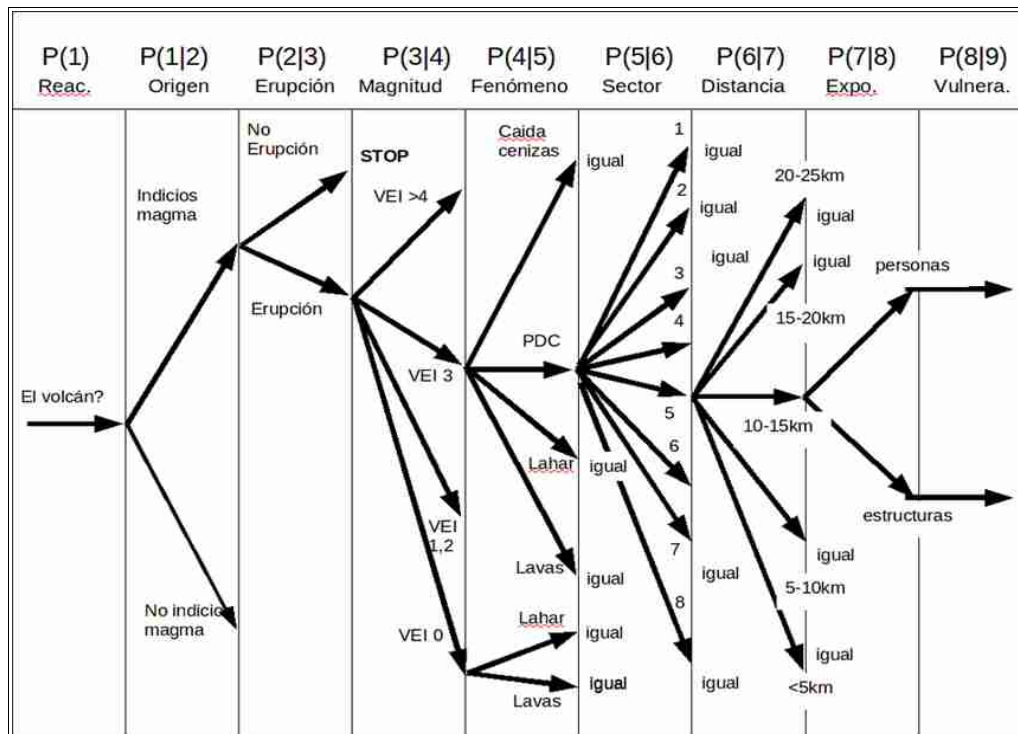 P(1) P(1|2) P(2|3) P(3|4) P(4|5) P(5|6) P(6|7) P(7|8) P(8|9)
Reac. Origen Erupción Magnitud Fenómeno Sector Distancia Expo. Vulnera.
El volcán?
Indicios
magma
No indicios
magma
No
Erupción
Erupción
STOP
VEI >4
VEI 3
VEI
1,2
VEI 0
Caida
cenizas
PDC
Lahar
Lavas
Lahar
Lavas
igual
igual
igual
igual
igual
1
2
3
4
5
6
7
8
igual
igual
igual
igual
igual
20-25km
15-20km
10-15km
5-10km
<5km
igual
igual
igual
igual
personas
estructuras